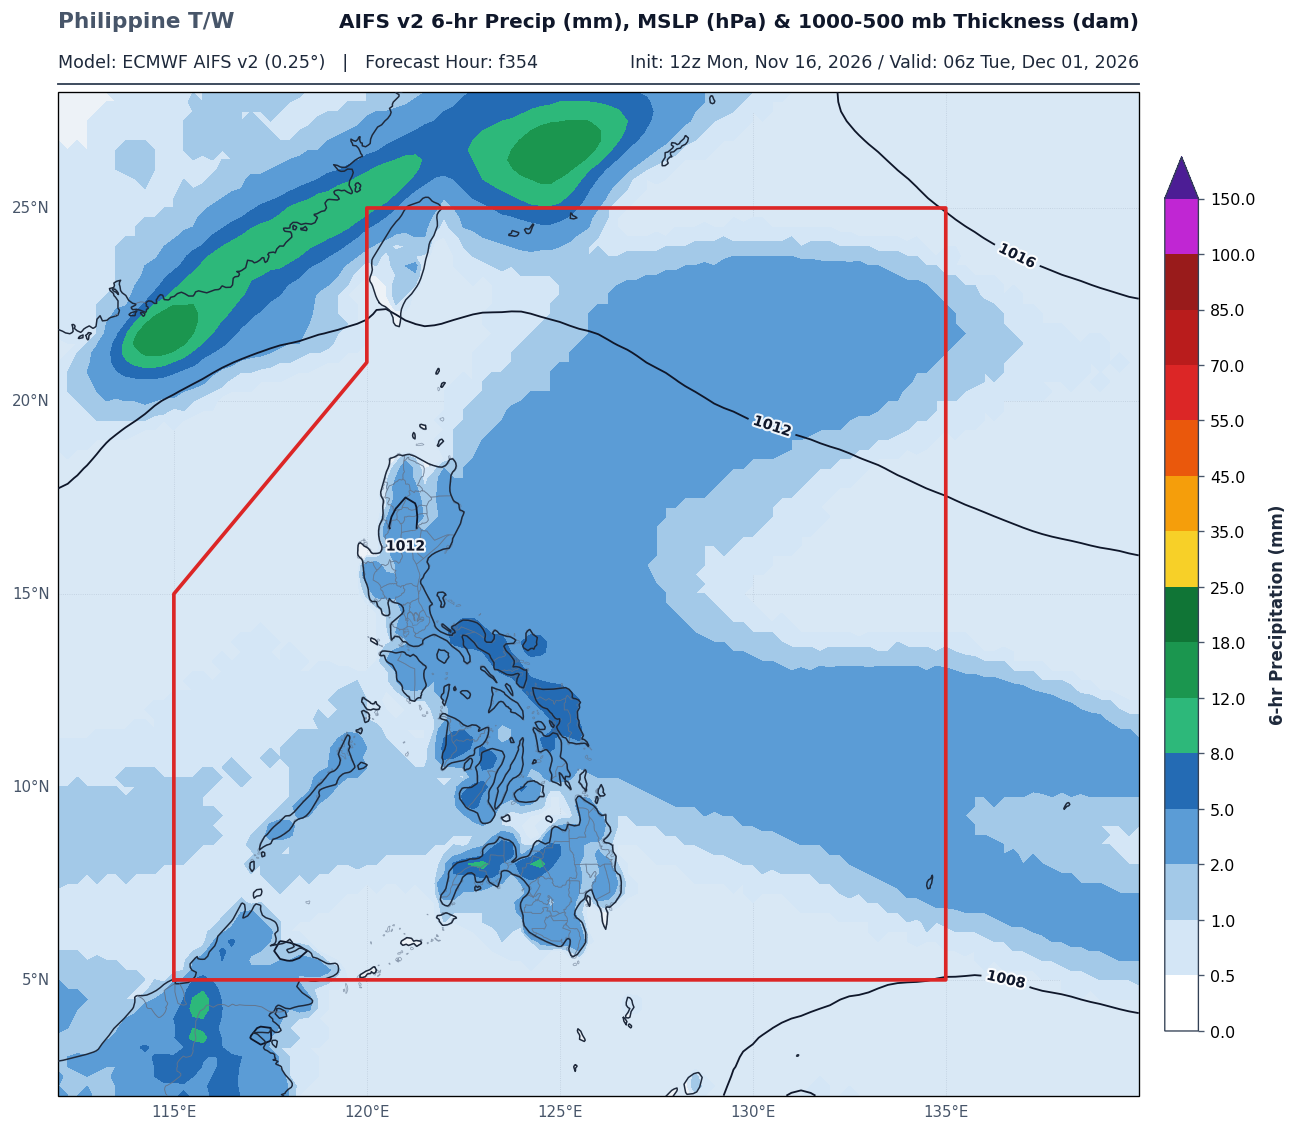 Philippine T/W
AIFS v2 6-hr Precip (mm), MSLP (hPa) & 1000-500 mb Thickness (dam)
Model: ECMWF AIFS v2 (0.25°) | Forecast Hour: f354
Init: 12z Mon, Nov 16, 2026 / Valid: 06z Tue, Dec 01, 2026
25°N
20°N
15°N
10°N
5°N
115°E
120°E
125°E
130°E
135°E
1016
1012
1012
1008
150.0
100.0
85.0
70.0
55.0
45.0
35.0
25.0
18.0
12.0
8.0
5.0
2.0
1.0
0.5
0.0
6-hr Precipitation (mm)